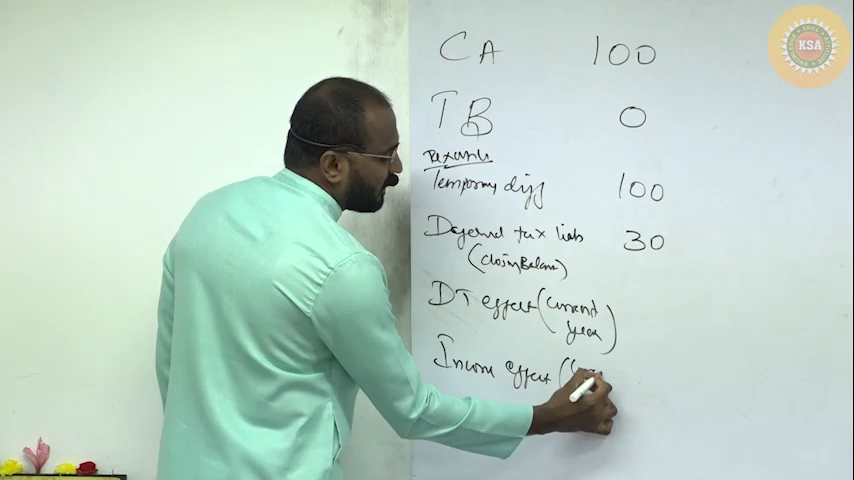 CA 100
TB 0
Taxable
Temporary diff 100
Deferred tax liab 30
(Closing Balance)
DT effect (Current
year)
Income effect (
KSA